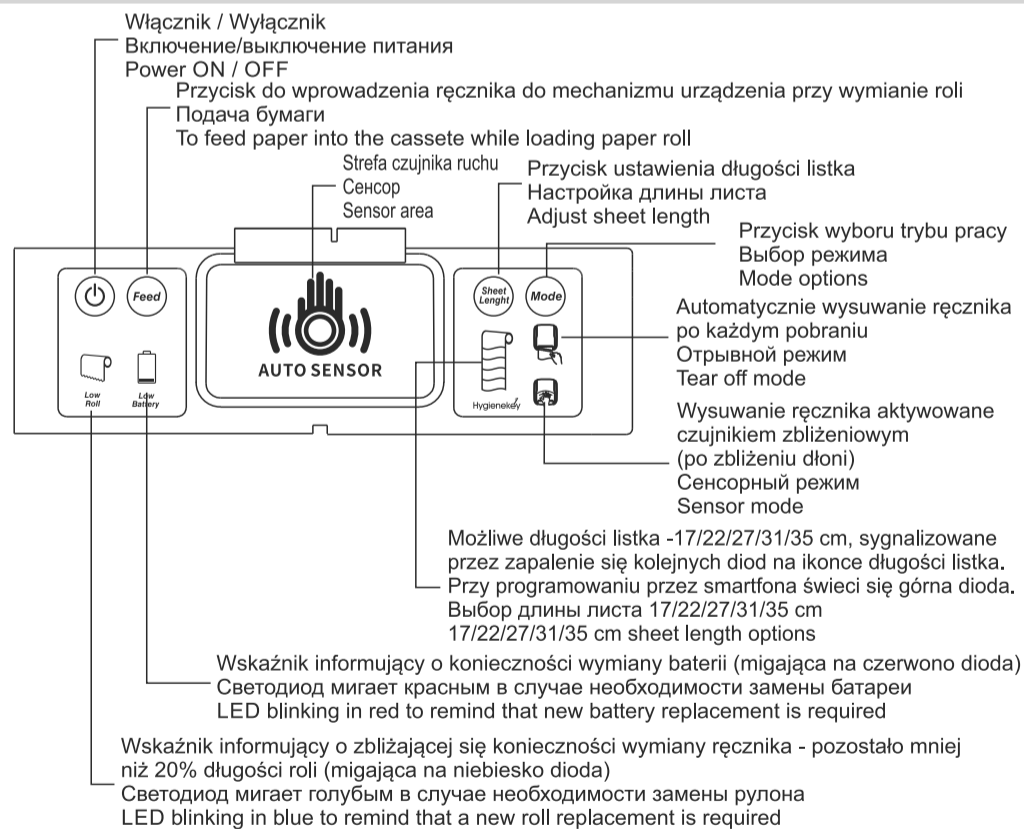 Włącznik / Wyłącznik
Включение/выключение питания
Power ON / OFF
Przycisk do wprowadzenia ręcznika do mechanizmu urządzenia przy wymianie roli
Подача бумаги
To feed paper into the cassete while loading paper roll
Strefa czujnika ruchu
Сенсор
Sensor area
Przycisk ustawienia długości listka
Настройка длины листа
Adjust sheet length
Przycisk wyboru trybu pracy
Выбор режима
Mode options
Feed
Sheet
Lenght
Mode
AUTO SENSOR
Low
Roll
Low
Battery
Hygienekey
Automatycznie wysuwanie ręcznika
po każdym pobraniu
Отрывной режим
Tear off mode
Wysuwanie ręcznika aktywowane
czujnikiem zbliżeniowym
(po zbliżeniu dłoni)
Сенсорный режим
Sensor mode
Możliwe długości listka -17/22/27/31/35 cm, sygnalizowane
przez zapalenie się kolejnych diod na ikonce długości listka.
Przy programowaniu przez smartfona świeci się górna dioda.
Выбор длины листа 17/22/27/31/35 cm
17/22/27/31/35 cm sheet length options
Wskaźnik informujący o konieczności wymiany baterii (migająca na czerwono dioda)
Светодиод мигает красным в случае необходимости замены батареи
LED blinking in red to remind that new battery replacement is required
Wskaźnik informujący o zbliżającej się konieczności wymiany ręcznika - pozostało mniej
niż 20% długości roli (migająca na niebiesko dioda)
Светодиод мигает голубым в случае необходимости замены рулона
LED blinking in blue to remind that a new roll replacement is required